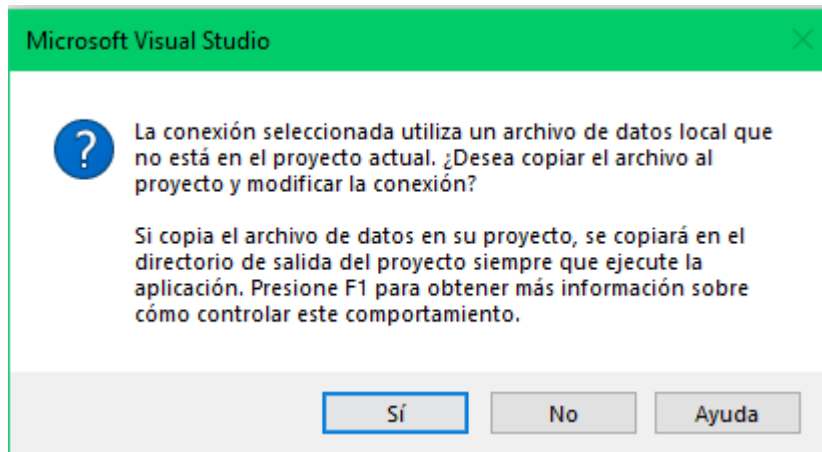 Microsoft Visual Studio
La conexión seleccionada utiliza un archivo de datos local que
no está en el proyecto actual. ¿Desea copiar el archivo al
proyecto y modificar la conexión?
Si copia el archivo de datos en su proyecto, se copiará en el
directorio de salida del proyecto siempre que ejecute la
aplicación. Presione F1 para obtener más información sobre
cómo controlar este comportamiento.
Sí No Ayuda